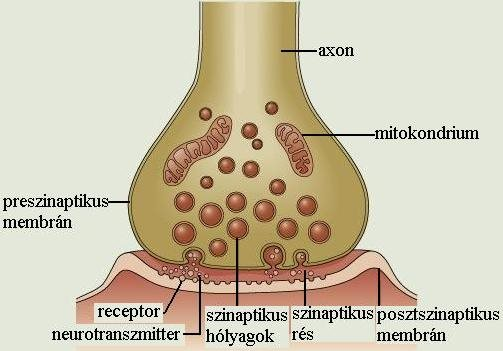 axon
mitokondrium
preszinaptikus
membrán
receptor
neurotranszmitter
szinaptikus
hólyagok
szinaptikus
rés
posztszinaptikus
membrán